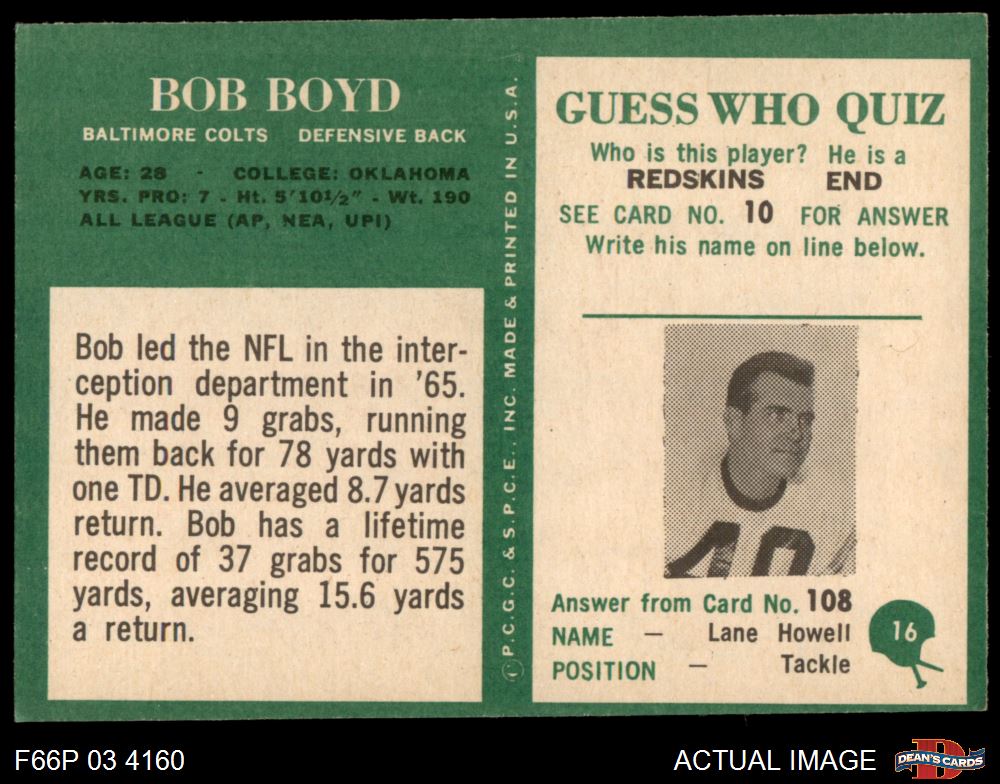 BOB BOYD
BALTIMORE COLTS DEFENSIVE BACK
AGE: 28 - COLLEGE: OKLAHOMA
YRS. PRO: 7 - Ht. 5'10½" - Wt. 190
ALL LEAGUE (AP, NEA, UPI)
Bob led the NFL in the inter-
ception department in '65.
He made 9 grabs, running
them back for 78 yards with
one TD. He averaged 8.7 yards
return. Bob has a lifetime
record of 37 grabs for 575
yards, averaging 15.6 yards
a return.
©P.C.G.C. & S.P.C.E., INC. MADE & PRINTED IN U.S.A.
GUESS WHO QUIZ
Who is this player? He is a
REDSKINS END
SEE CARD NO. 10 FOR ANSWER
Write his name on line below.
Answer from Card No. 108
NAME — Lane Howell
POSITION — Tackle
16
F66P 03 4160
ACTUAL IMAGE
D
DEAN'S CARDS